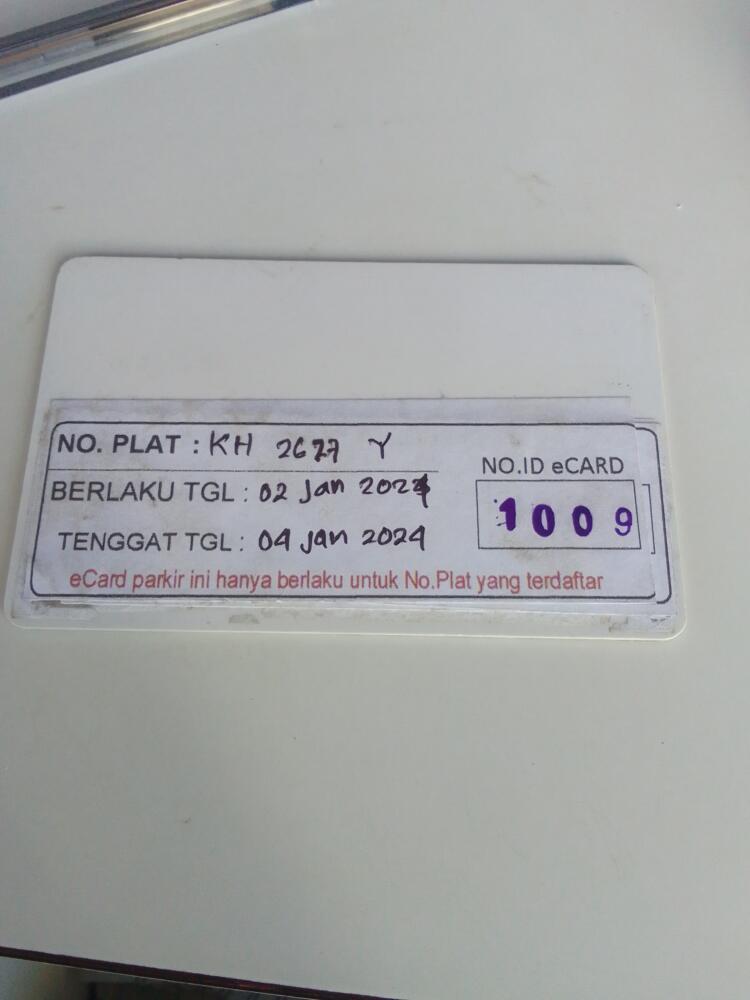 NO. PLAT : KH 2677 Y
BERLAKU TGL : 02 Jan 2024
TENGGAT TGL : 04 Jan 2024
eCard parkir ini hanya berlaku untuk No.Plat yang terdaftar
NO.ID eCARD
1009